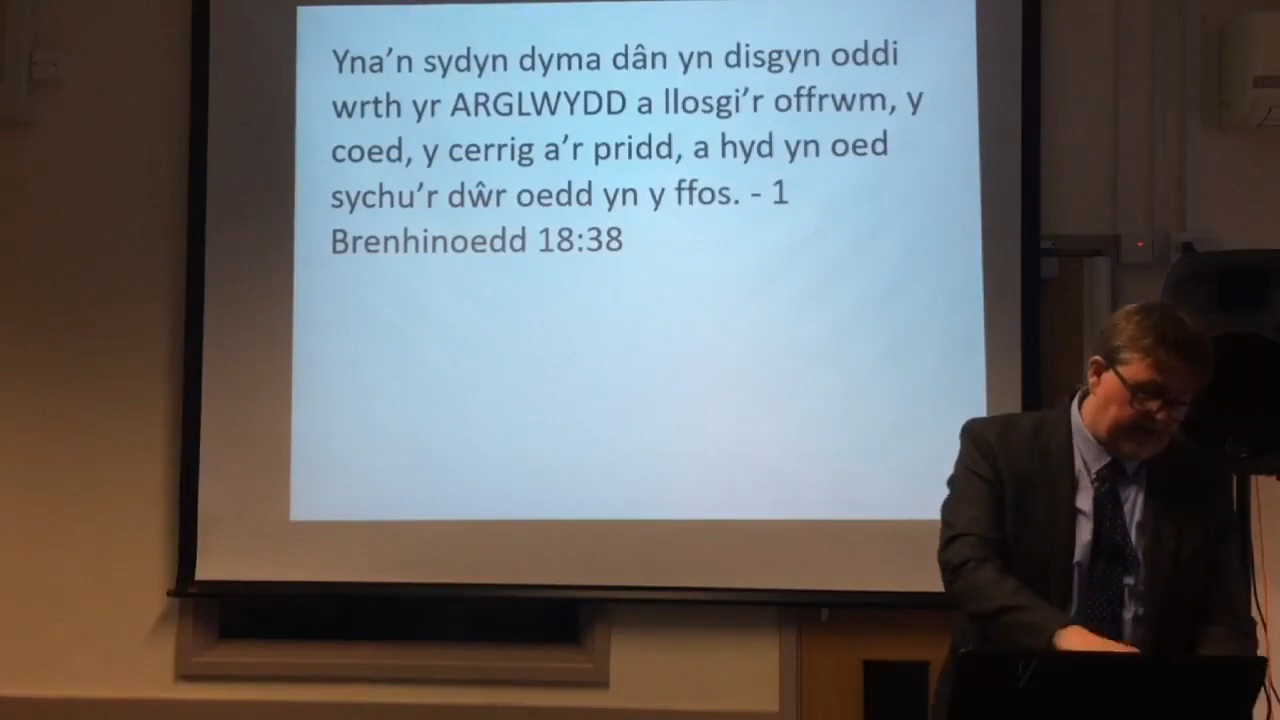 Yna’n sydyn dyma dân yn disgyn oddi
wrth yr ARGLWYDD a llosgi’r offrwm, y
coed, y cerrig a’r pridd, a hyd yn oed
sychu’r dŵr oedd yn y ffos. - 1
Brenhinoedd 18:38